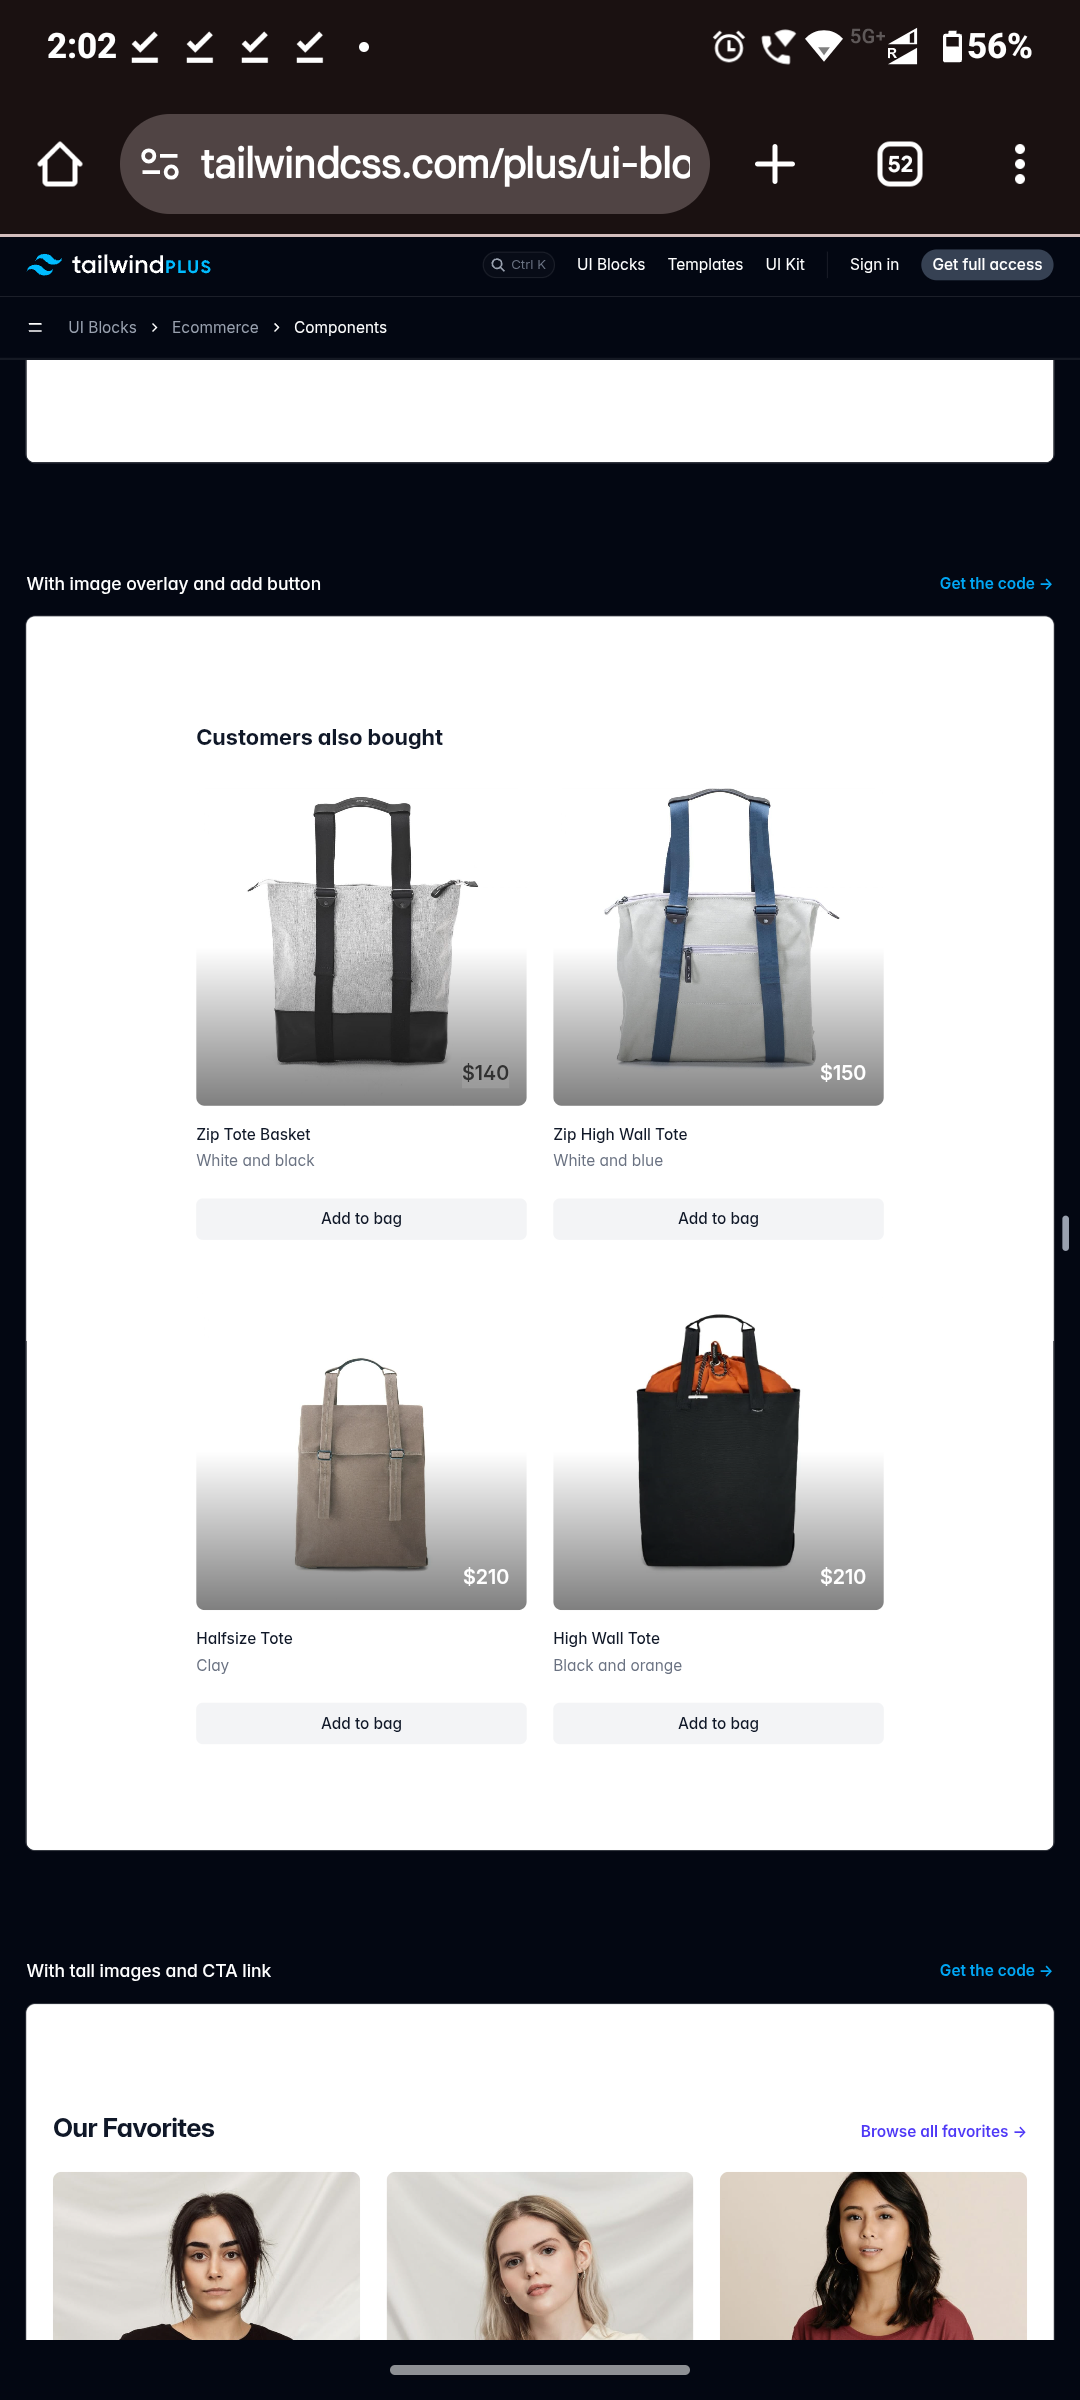 2:02
5G+
R
56%
tailwindcss.com/plus/ui-blo
52
tailwindPLUS
Ctrl K
UI Blocks
Templates
UI Kit
Sign in
Get full access
UI Blocks
Ecommerce
Components
With image overlay and add button
Get the code →
Customers also bought
$140
$150
Zip Tote Basket
White and black
Zip High Wall Tote
White and blue
Add to bag
Add to bag
$210
$210
Halfsize Tote
Clay
High Wall Tote
Black and orange
Add to bag
Add to bag
With tall images and CTA link
Get the code →
Our Favorites
Browse all favorites →